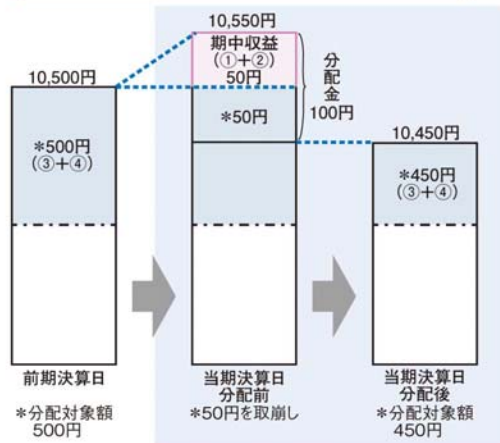 10,500円
*500円
(③+④)
前期決算日
*分配対象額
500円
10,550円
期中収益
(①+②)
50円
*50円
分配金
100円
当期決算日
分配前
*50円を取崩し
10,450円
*450円
(③+④)
当期決算日
分配後
*分配対象額
450円